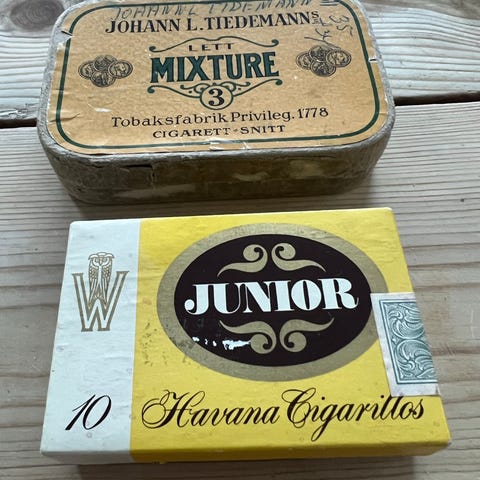 JOHANN L. TIEDEMANNS
LETT
MIXTURE
3
Tobaksfabrik Privileg. 1778
CIGARETT-SNITT
W
JUNIOR
10 Havana Cigarillos